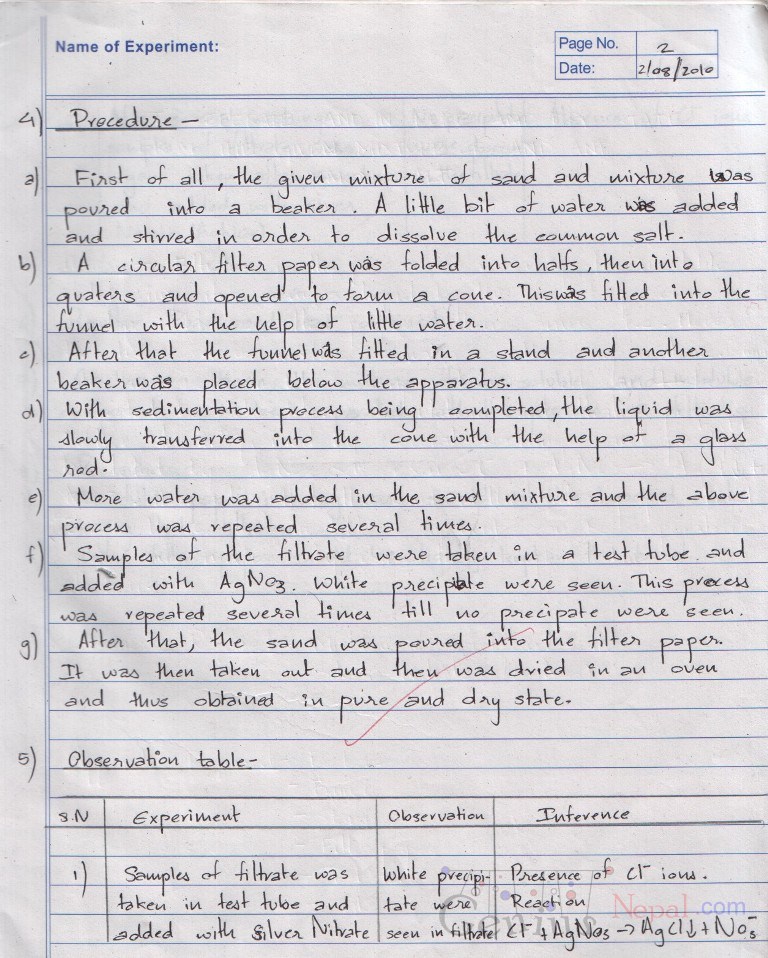 Name of Experiment:
Page No. 2
Date: 2/08/2010
4) Procedure -
a) First of all, the given mixture of sand and mixture was
poured into a beaker. A little bit of water was added
and stirred in order to dissolve the common salt.
b) A circular filter paper was folded into halfs, then into
quaters and opened to form a cone. This was fitted into the
funnel with the help of little water.
c) After that the funnel was fitted in a stand and another
beaker was placed below the apparatus.
d) With sedimentation process being completed, the liquid was
slowly transferred into the cone with the help of a glass
rod.
e) More water was added in the sand mixture and the above
process was repeated several times.
f) Samples of the filtrate were taken in a test tube and
added with AgNO3. White precipitate were seen. This process
was repeated several times till no precipate were seen.
g) After that, the sand was poured into the filter paper.
It was then taken out and then was dried in an oven
and thus obtained in pure and dry state.
5) Observation table-
S.N Experiment Observation Inference
1) Samples of filtrate was White precipi- Presence of Cl- ions.
taken in test tube and tate were Reaction
added with Silver Nitrate seen in filtrate Cl- + AgNO3 → AgCl↓ + NO3-
Genius Nepal.com